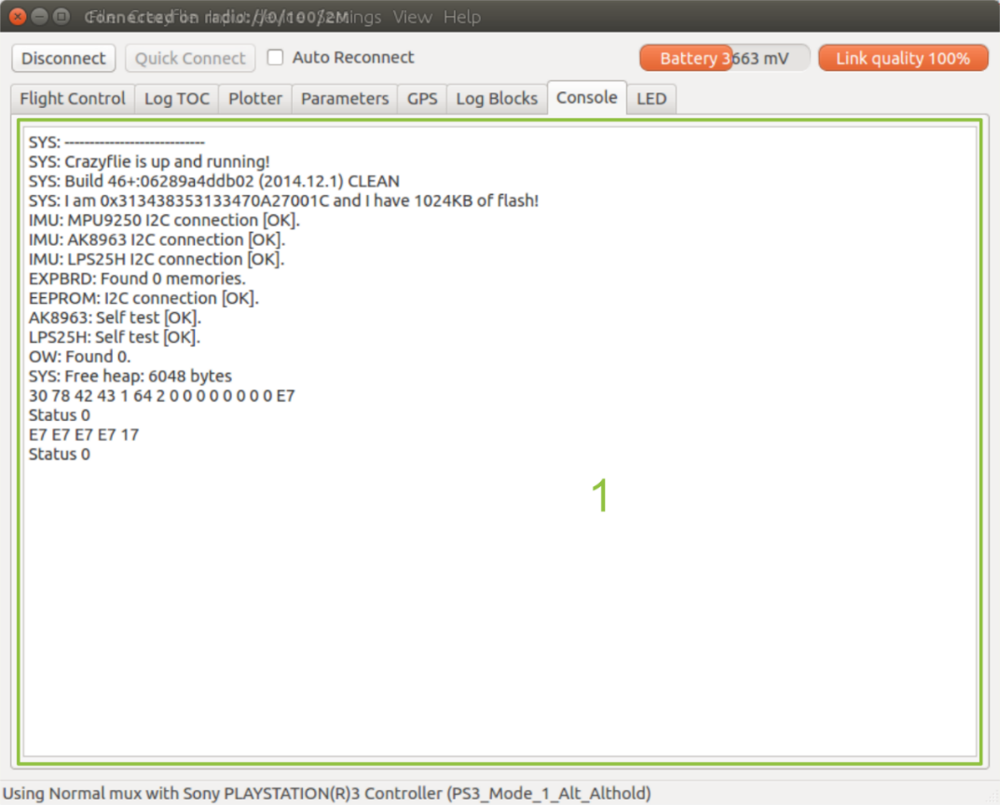 Connected on radio://0/100/2M
File Crazyflie Input device Settings View Help
Disconnect Quick Connect Auto Reconnect Battery 3663 mV Link quality 100%
Flight Control Log TOC Plotter Parameters GPS Log Blocks Console LED
SYS: ----------------------------
SYS: Crazyflie is up and running!
SYS: Build 46+:06289a4ddb02 (2014.12.1) CLEAN
SYS: I am 0x313438353133470A27001C and I have 1024KB of flash!
IMU: MPU9250 I2C connection [OK].
IMU: AK8963 I2C connection [OK].
IMU: LPS25H I2C connection [OK].
EXPBRD: Found 0 memories.
EEPROM: I2C connection [OK].
AK8963: Self test [OK].
LPS25H: Self test [OK].
OW: Found 0.
SYS: Free heap: 6048 bytes
30 78 42 43 1 64 2 0 0 0 0 0 0 0 0 E7
Status 0
E7 E7 E7 E7 17
Status 0
1
Using Normal mux with Sony PLAYSTATION(R)3 Controller (PS3_Mode_1_Alt_Althold)